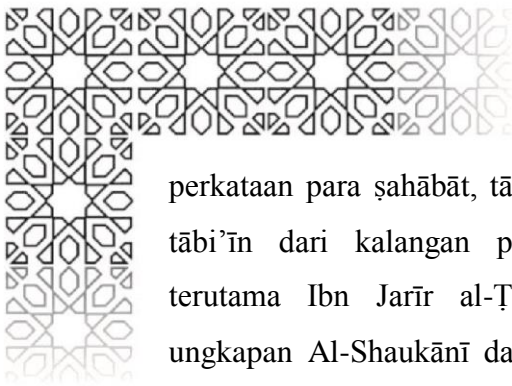 perkataan para ṣahābāt, tā
tābi’īn dari kalangan p
terutama Ibn Jarīr al-Ṭ
ungkapan Al-Shaukānī da